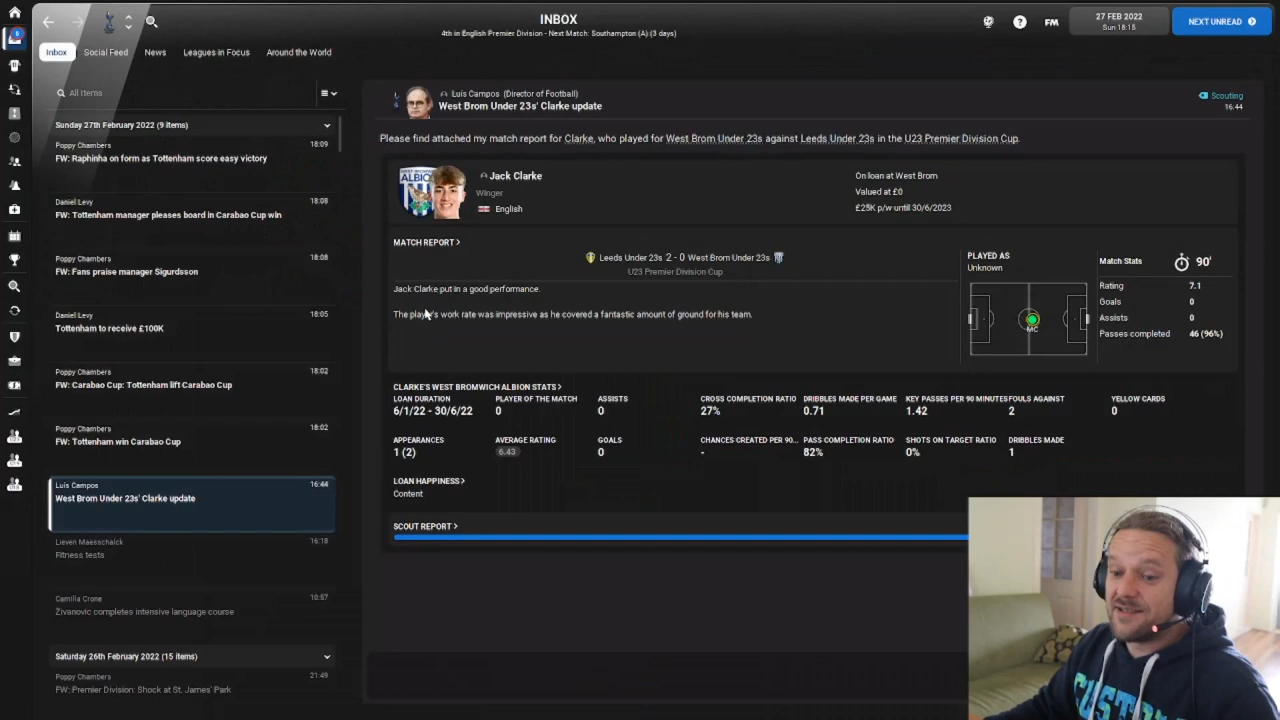 INBOX
4th in English Premier Division - Next Match: Southampton (A) (3 days)
FM
27 FEB 2022
Sun 18:15
NEXT UNREAD
Inbox
Social Feed
News
Leagues in Focus
Around the World
All Items
Sunday 27th February 2022 (9 items)
Poppy Chambers 18:09
FW: Raphinha on form as Tottenham score easy victory
Daniel Levy 18:08
FW: Tottenham manager pleases board in Carabao Cup win
Poppy Chambers 18:08
FW: Fans praise manager Sigurdsson
Daniel Levy 18:05
Tottenham to receive £100K
Poppy Chambers 18:02
FW: Carabao Cup: Tottenham lift Carabao Cup
Poppy Chambers 18:02
FW: Tottenham win Carabao Cup
Luís Campos 16:44
West Brom Under 23s' Clarke update
Lieven Maesschalck 16:18
Fitness tests
Camilla Crone 10:57
Živanovic completes intensive language course
Saturday 26th February 2022 (15 items)
Poppy Chambers 21:49
FW: Premier Division: Shock at St. James' Park
Luís Campos (Director of Football)
West Brom Under 23s' Clarke update
Scouting
16:44
Please find attached my match report for Clarke, who played for West Brom Under 23s against Leeds Under 23s in the U23 Premier Division Cup.
Jack Clarke
Winger
English
On loan at West Brom
Valued at £0
£25K p/w until 30/6/2023
MATCH REPORT >
Leeds Under 23s 2 - 0 West Brom Under 23s
U23 Premier Division Cup
Jack Clarke put in a good performance.
The player's work rate was impressive as he covered a fantastic amount of ground for his team.
PLAYED AS
Unknown
MC
Match Stats 90'
Rating 7.1
Goals 0
Assists 0
Passes completed 46 (96%)
CLARKE'S WEST BROMWICH ALBION STATS >
LOAN DURATION PLAYER OF THE MATCH ASSISTS CROSS COMPLETION RATIO DRIBBLES MADE PER GAME KEY PASSES PER 90 MINUTES FOULS AGAINST YELLOW CARDS
6/1/22 - 30/6/22 0 0 27% 0.71 1.42 2 0
APPEARANCES AVERAGE RATING GOALS CHANCES CREATED PER 90... PASS COMPLETION RATIO SHOTS ON TARGET RATIO DRIBBLES MADE
1 (2) 6.43 0 - 82% 0% 1
LOAN HAPPINESS >
Content
SCOUT REPORT >